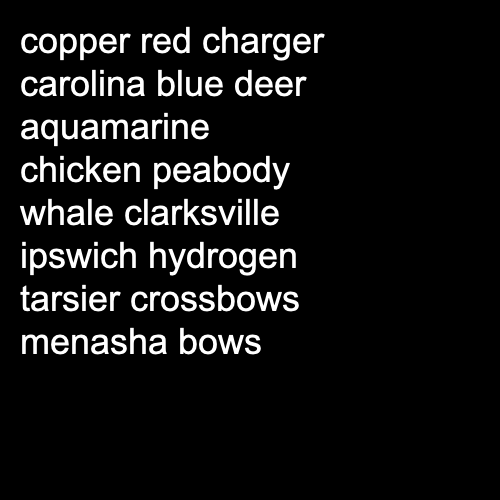 copper red charger
carolina blue deer
aquamarine
chicken peabody
whale clarksville
ipswich hydrogen
tarsier crossbows
menasha bows